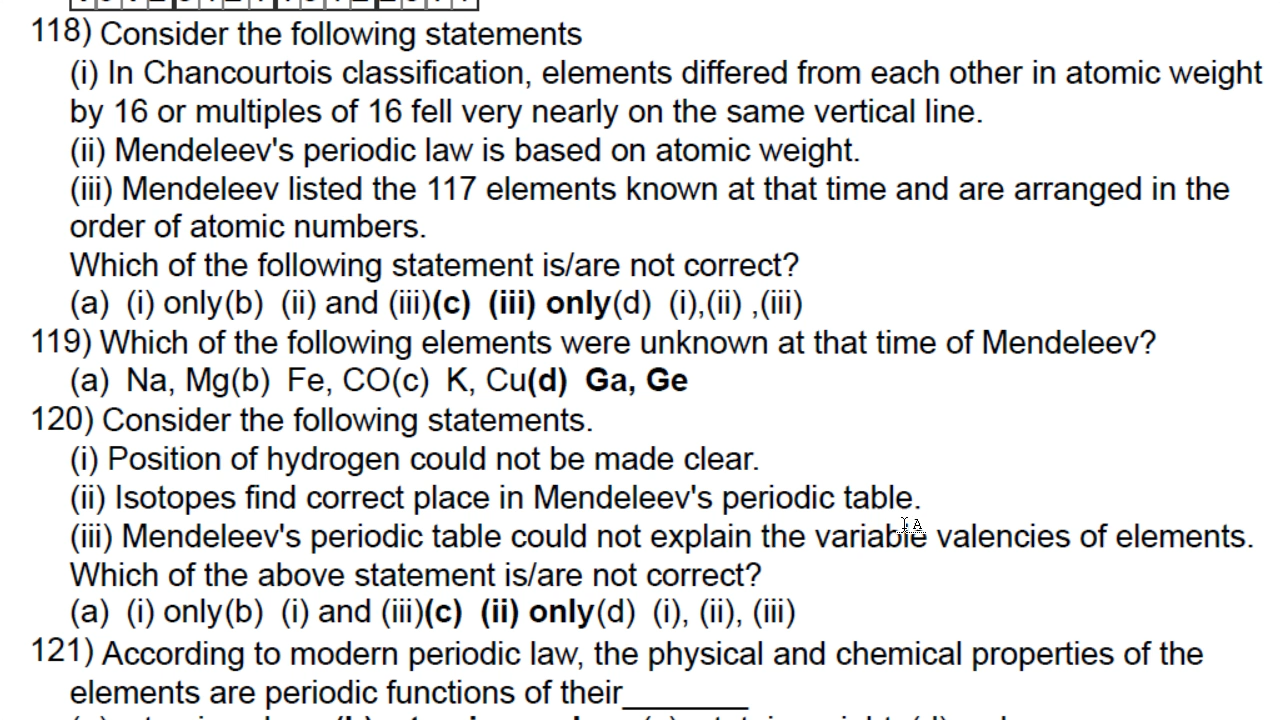 118) Consider the following statements
(i) In Chancourtois classification, elements differed from each other in atomic weight
by 16 or multiples of 16 fell very nearly on the same vertical line.
(ii) Mendeleev's periodic law is based on atomic weight.
(iii) Mendeleev listed the 117 elements known at that time and are arranged in the
order of atomic numbers.
Which of the following statement is/are not correct?
(a) (i) only(b) (ii) and (iii)(c) (iii) only(d) (i),(ii) ,(iii)
119) Which of the following elements were unknown at that time of Mendeleev?
(a) Na, Mg(b) Fe, CO(c) K, Cu(d) Ga, Ge
120) Consider the following statements.
(i) Position of hydrogen could not be made clear.
(ii) Isotopes find correct place in Mendeleev's periodic table.
(iii) Mendeleev's periodic table could not explain the variable valencies of elements.
Which of the above statement is/are not correct?
(a) (i) only(b) (i) and (iii)(c) (ii) only(d) (i), (ii), (iii)
121) According to modern periodic law, the physical and chemical properties of the
elements are periodic functions of their_______